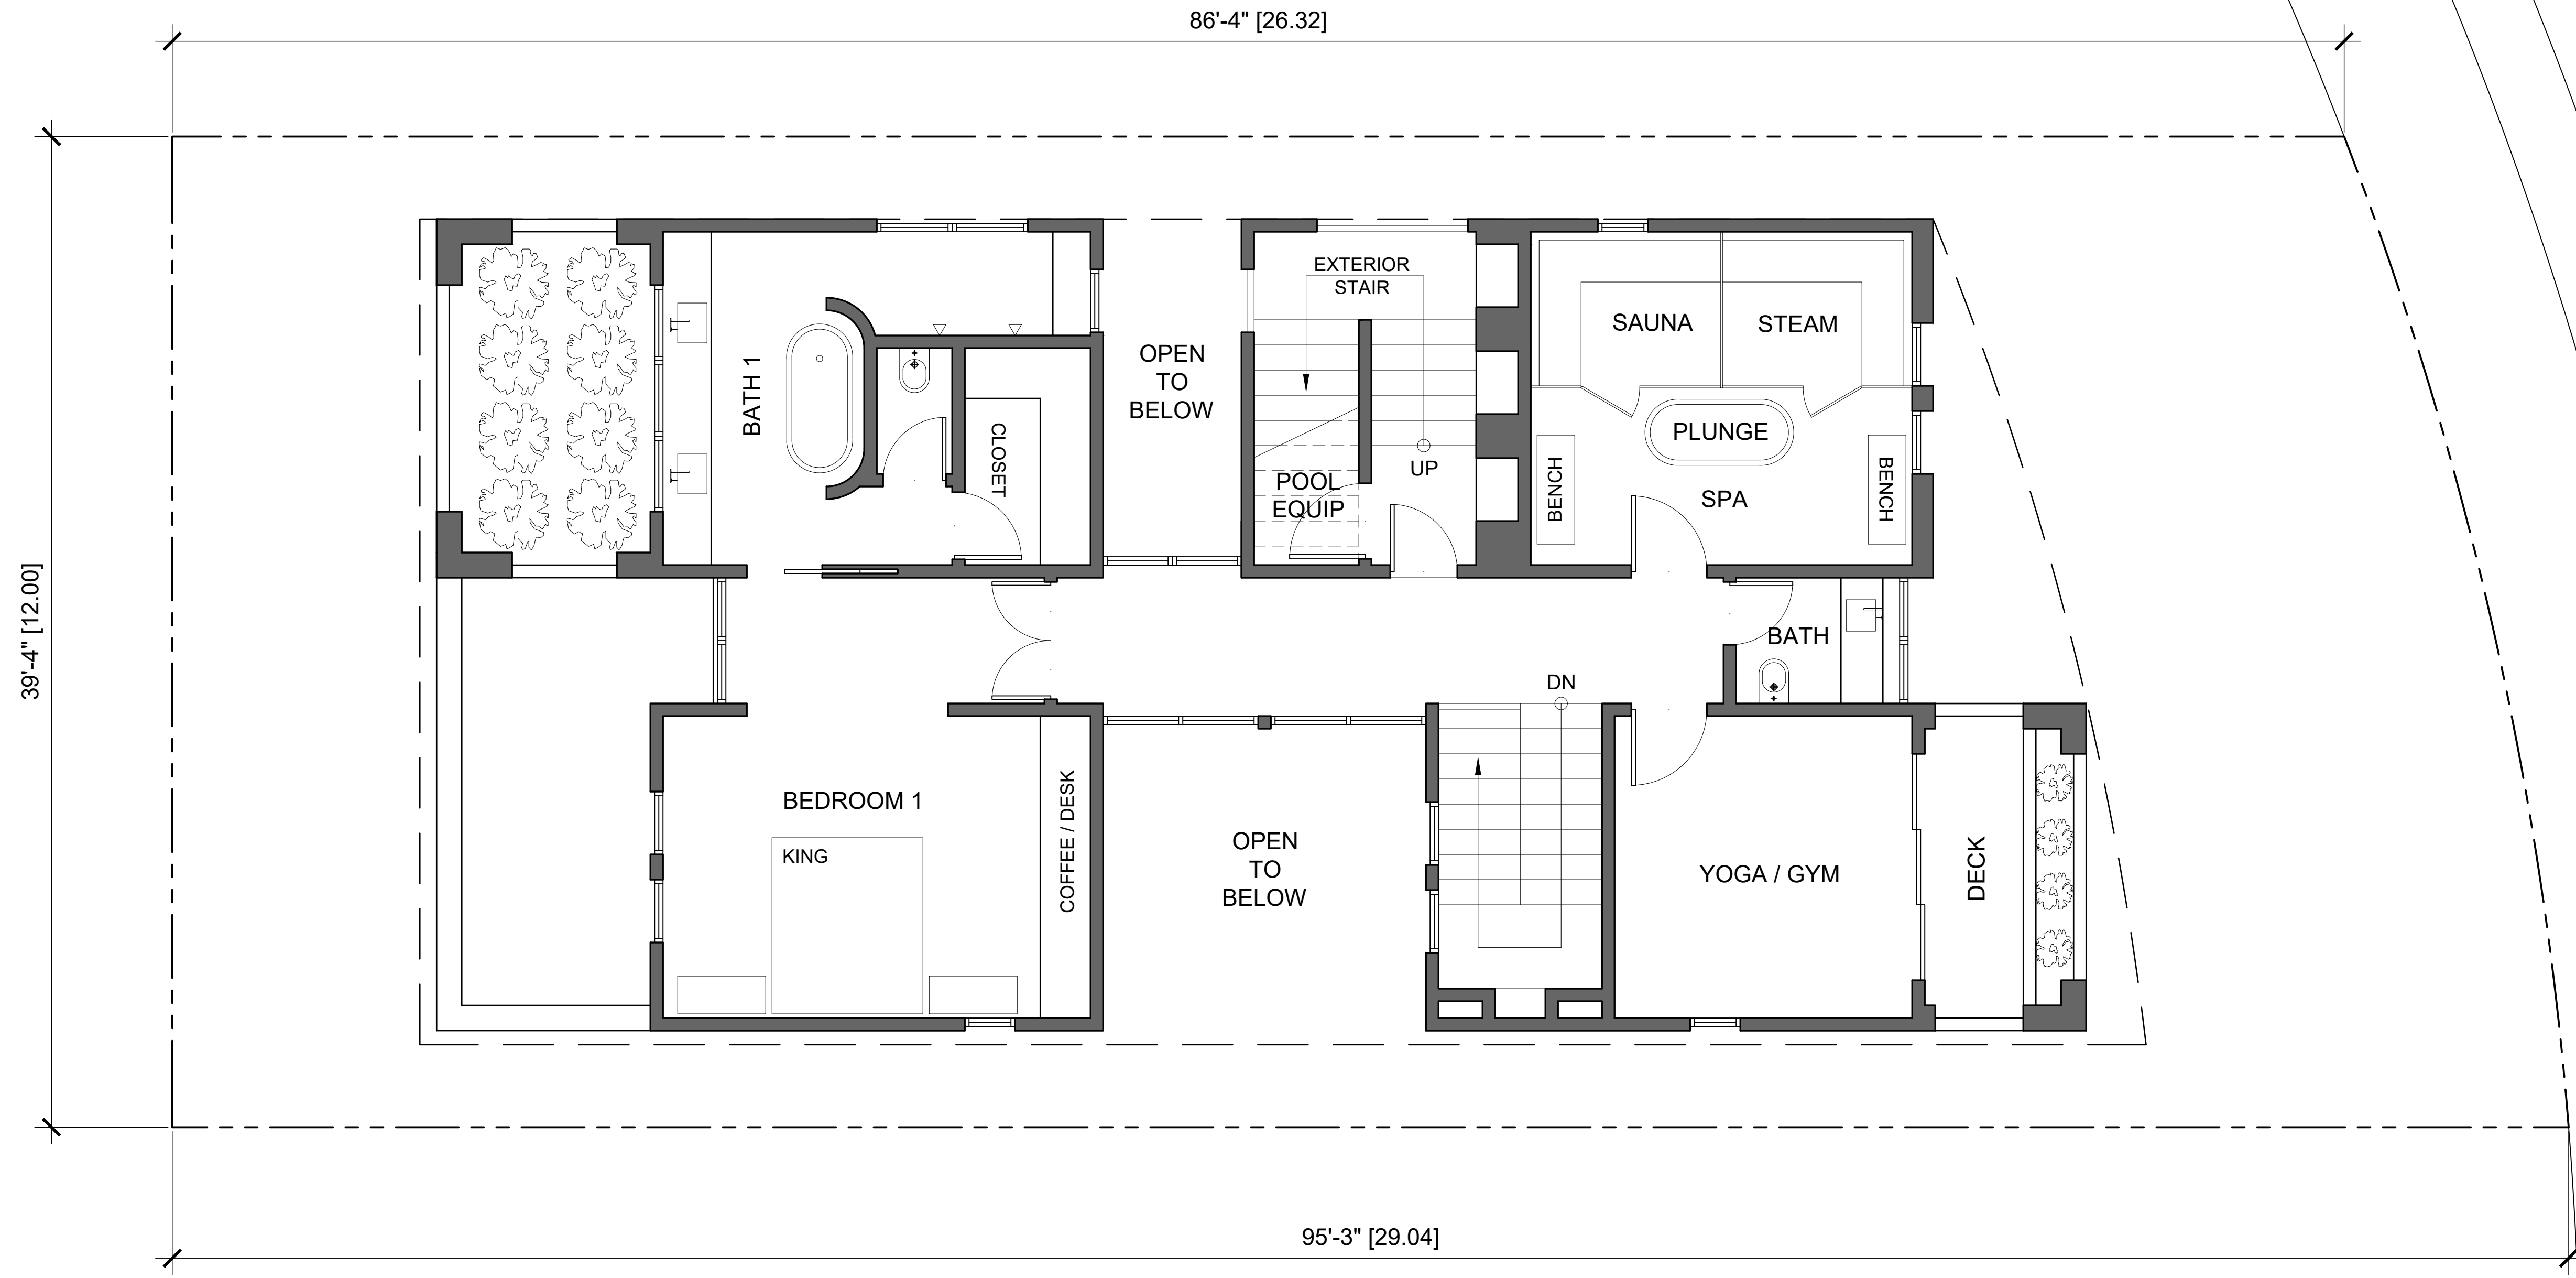 86'-4" [26.32]
39'-4" [12.00]
EXTERIOR
STAIR
SAUNA
STEAM
BATH 1
OPEN
TO
BELOW
CLOSET
PLUNGE
UP
BENCH
SPA
BENCH
POOL
EQUIP
BATH
DN
BEDROOM 1
KING
COFFEE / DESK
OPEN
TO
BELOW
YOGA / GYM
DECK
95'-3" [29.04]